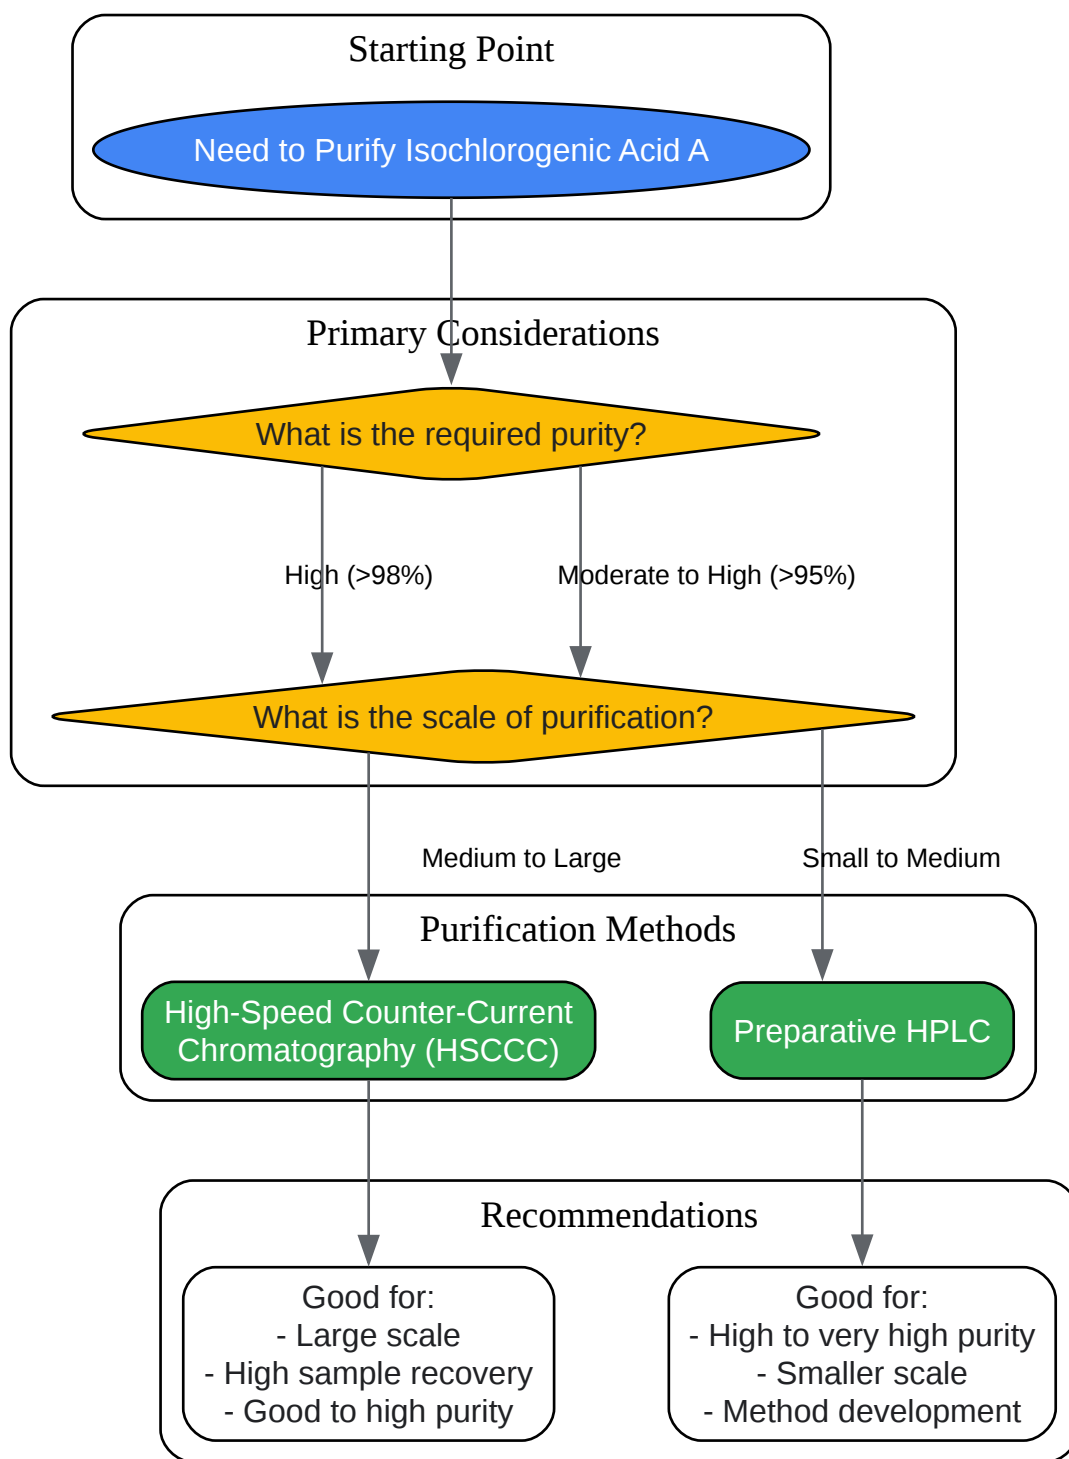 Starting Point
Need to Purify Isochlorogenic Acid A
Primary Considerations
What is the required purity?
High (>98%)
Moderate to High (>95%)
What is the scale of purification?
Medium to Large
Small to Medium
Purification Methods
High-Speed Counter-Current
Chromatography (HSCCC)
Preparative HPLC
Recommendations
Good for:
- Large scale
- High sample recovery
- Good to high purity
Good for:
- High to very high purity
- Smaller scale
- Method development